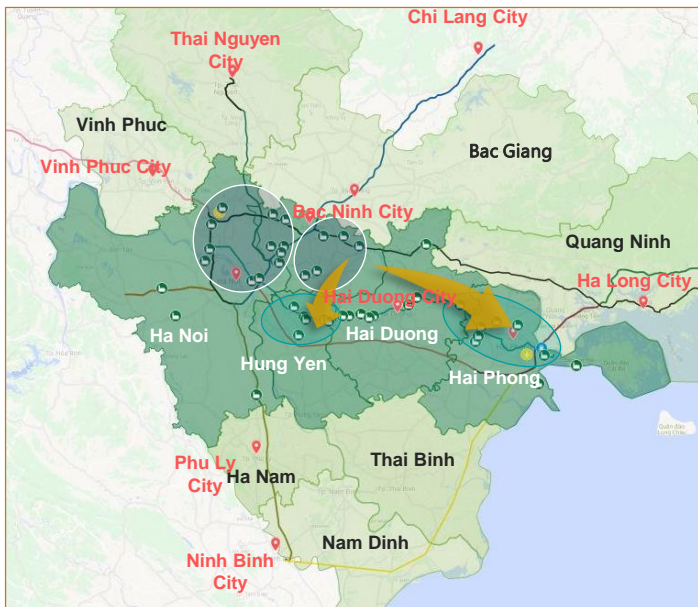 Chi Lang City
Thai Nguyen
City
Vinh Phuc
Bac Giang
Vinh Phuc City
Bac Ninh City
Quang Ninh
Ha Long City
Hai Duong City
Ha Noi
Hai Duong
Hung Yen
Hai Phong
Thai Binh
Phu Ly
City
Ha Nam
Nam Dinh
Ninh Binh
City